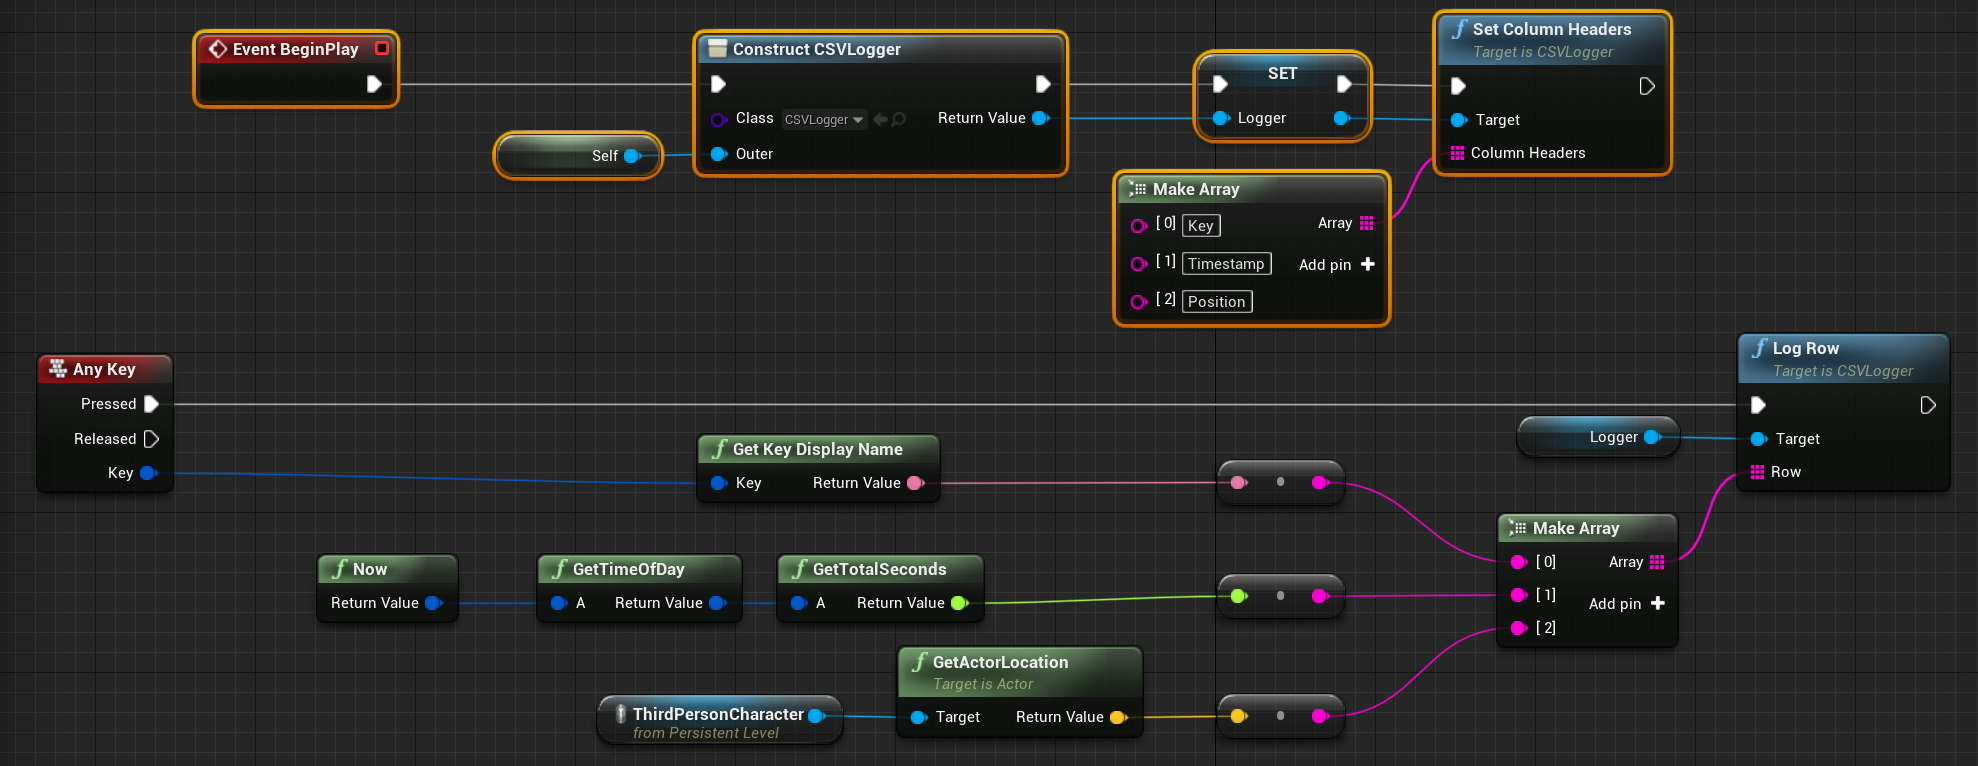 Event BeginPlay
Self
Construct CSVLogger
Class CSVLogger Return Value
Outer
SET
Logger
Set Column Headers
Target is CSVLogger
Target
Column Headers
Make Array
[ 0] Key Array
[ 1] Timestamp Add pin
[ 2] Position
Any Key
Pressed
Released
Key
Get Key Display Name
Key Return Value
Now
Return Value
GetTimeOfDay
A Return Value
GetTotalSeconds
A Return Value
ThirdPersonCharacter
from Persistent Level
GetActorLocation
Target is Actor
Target Return Value
Make Array
[ 0] Array
[ 1] Add pin
[ 2]
Logger
Log Row
Target is CSVLogger
Target
Row